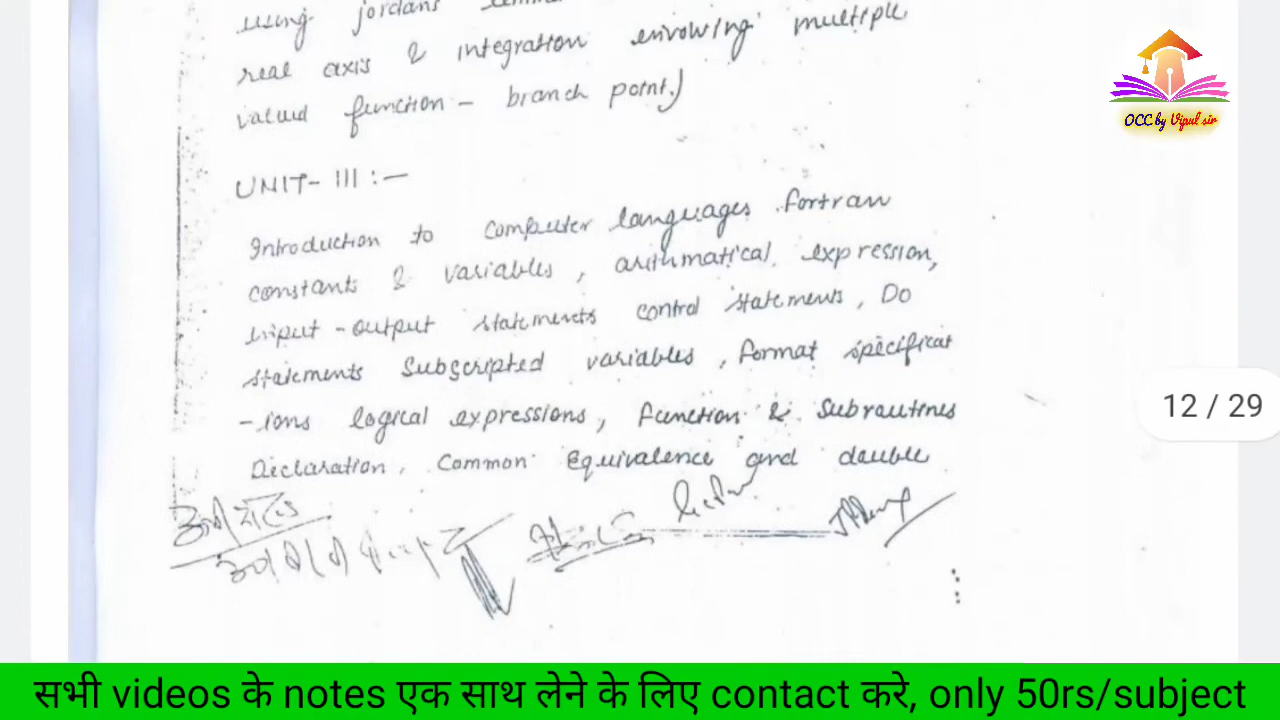 using jordans
real axis & integration envowing multiple
valued function - branch point.)
OCC by Vipul sir
UNIT- III :-
Introduction to computer languages fortran
constants & variables, arithmatical expression,
input - output statements control statements, Do
statements Subscripted variables, format specificat
-ions logical expressions, function & Subroutines
Declaration, Common Equivalence and double
12 / 29
सभी videos के notes एक साथ लेने के लिए contact करे, only 50rs/subject